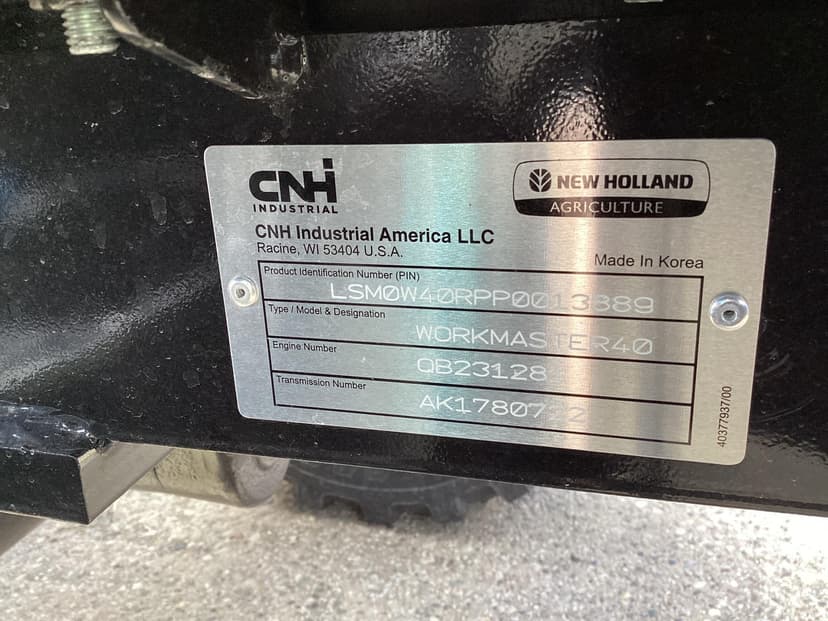 CNH
INDUSTRIAL
NEW HOLLAND
AGRICULTURE
CNH Industrial America LLC
Racine, WI 53404 U.S.A.
Made In Korea
Product Identification Number (PIN)
LSM0W40RPP0013889
Type / Model & Designation
WORKMASTER40
Engine Number
QB23128
Transmission Number
40377937/00